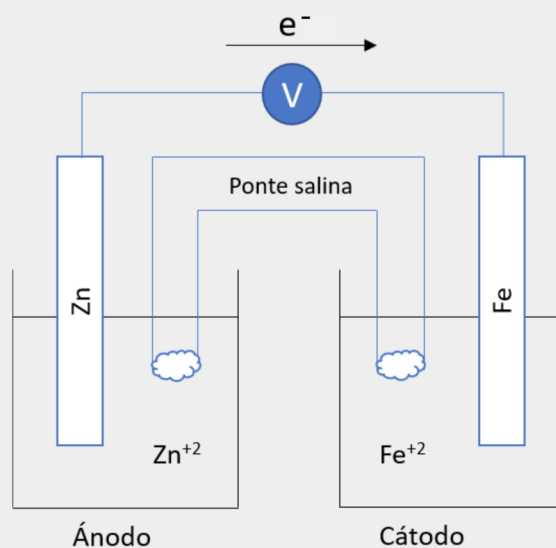 e⁻
V
Ponte salina
Zn
Fe
Zn⁺²
Fe⁺²
Ánodo
Cátodo